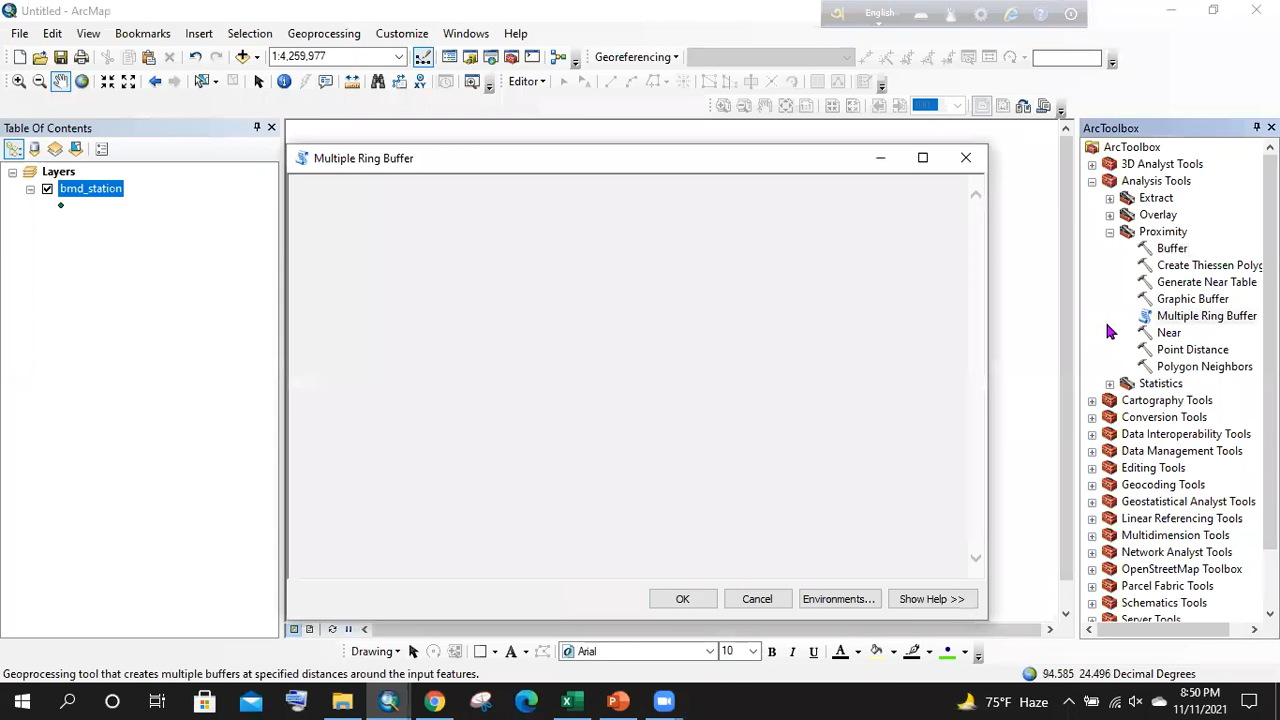 Untitled - ArcMap
English
File Edit View Bookmarks Insert Selection Geoprocessing Customize Windows Help
1:4,259,977
Georeferencing
Editor
Table Of Contents
Layers
bmd_station
Multiple Ring Buffer
OK
Cancel
Environments...
Show Help >>
ArcToolbox
ArcToolbox
3D Analyst Tools
Analysis Tools
Extract
Overlay
Proximity
Buffer
Create Thiessen Polyg
Generate Near Table
Graphic Buffer
Multiple Ring Buffer
Near
Point Distance
Polygon Neighbors
Statistics
Cartography Tools
Conversion Tools
Data Interoperability Tools
Data Management Tools
Editing Tools
Geocoding Tools
Geostatistical Analyst Tools
Linear Referencing Tools
Multidimension Tools
Network Analyst Tools
OpenStreetMap Toolbox
Parcel Fabric Tools
Schematics Tools
Server Tools
Drawing
Arial
10
B I U A
Geoprocessing tool that creates multiple buffers at specified distances around the input features.
94.585 24.496 Decimal Degrees
75°F Haze
8:50 PM
11/11/2021